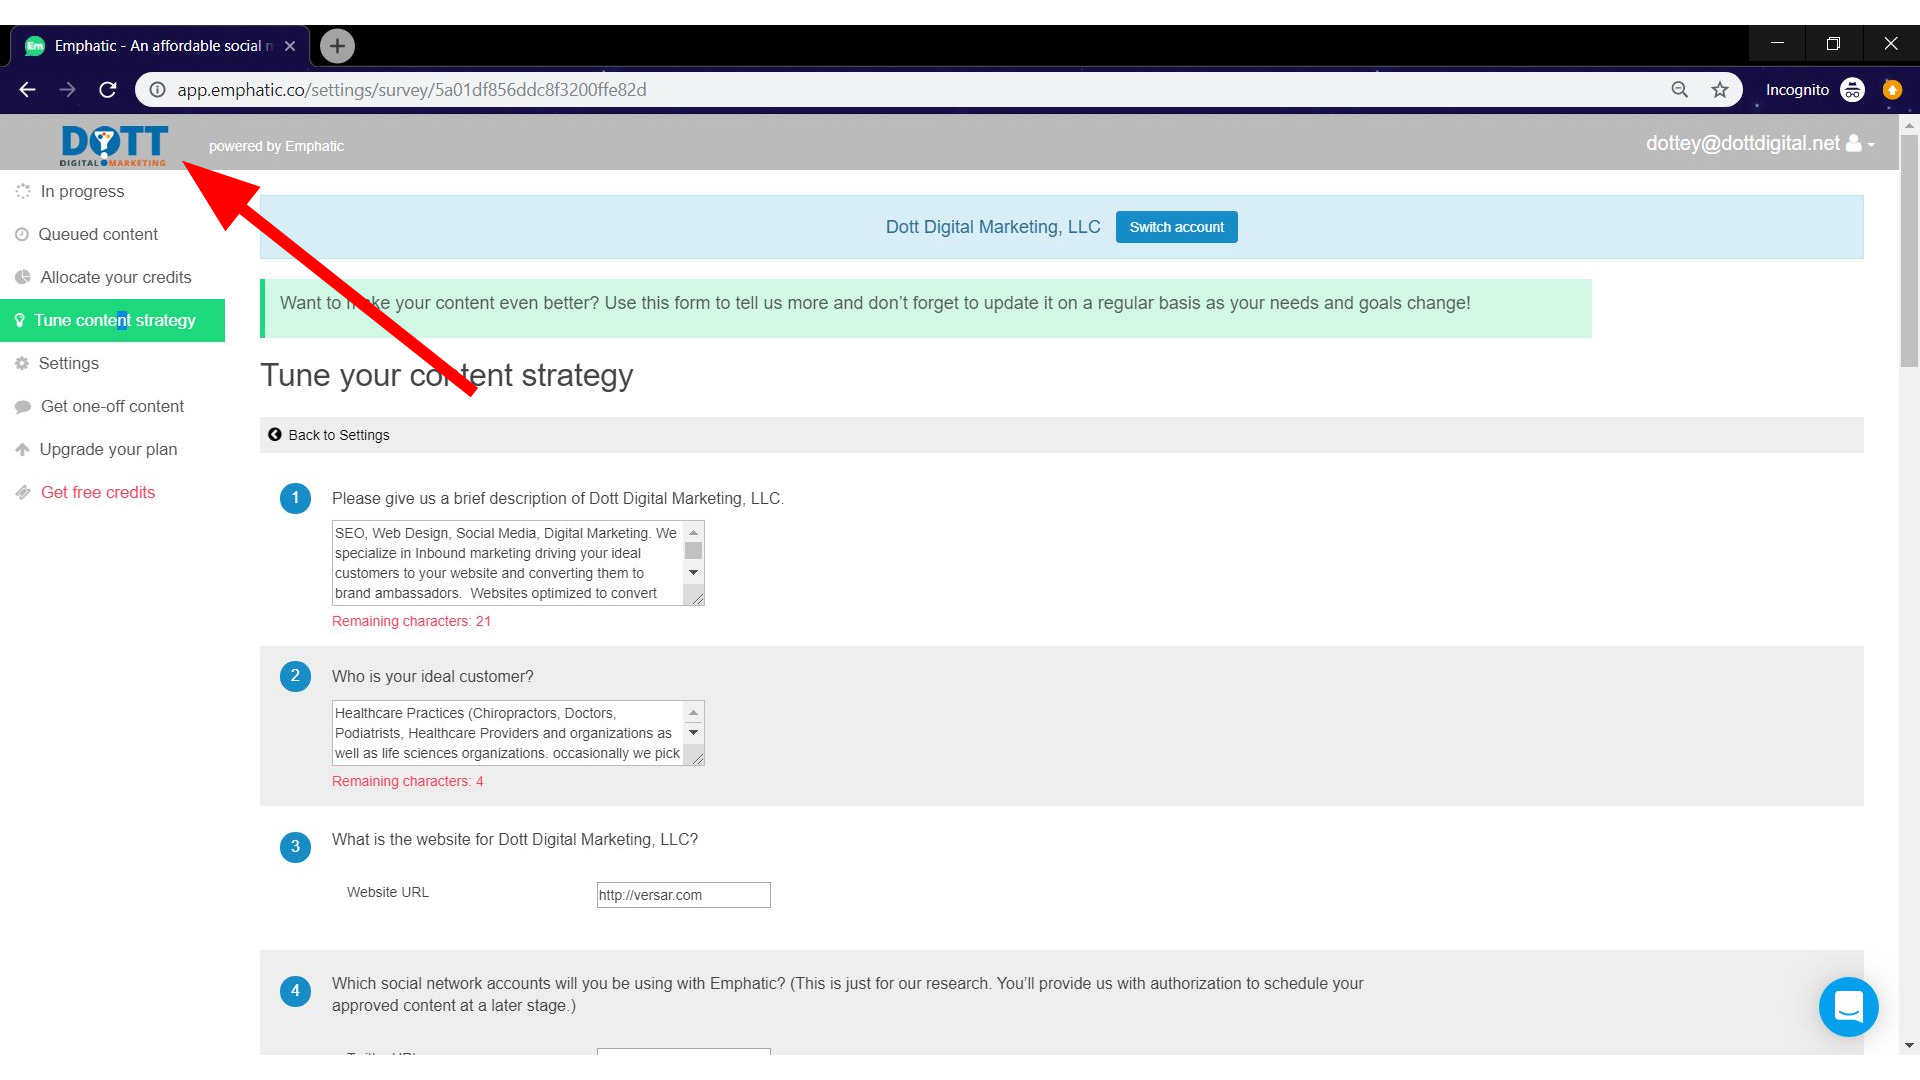 Emphatic - An affordable social m
app.emphatic.co/settings/survey/5a01df856ddc8f3200ffe82d
Incognito
DOTT
DIGITAL MARKETING
powered by Emphatic
dottey@dottdigital.net
In progress
Queued content
Allocate your credits
Tune content strategy
Settings
Get one-off content
Upgrade your plan
Get free credits
Dott Digital Marketing, LLC
Switch account
Want to make your content even better? Use this form to tell us more and don’t forget to update it on a regular basis as your needs and goals change!
Tune your content strategy
Back to Settings
1
Please give us a brief description of Dott Digital Marketing, LLC.
SEO, Web Design, Social Media, Digital Marketing. We
specialize in Inbound marketing driving your ideal
customers to your website and converting them to
brand ambassadors.  Websites optimized to convert
Remaining characters: 21
2
Who is your ideal customer?
Healthcare Practices (Chiropractors, Doctors,
Podiatrists, Healthcare Providers and organizations as
well as life sciences organizations. occasionally we pick
Remaining characters: 4
3
What is the website for Dott Digital Marketing, LLC?
Website URL
http://versar.com
4
Which social network accounts will you be using with Emphatic? (This is just for our research. You’ll provide us with authorization to schedule your
approved content at a later stage.)